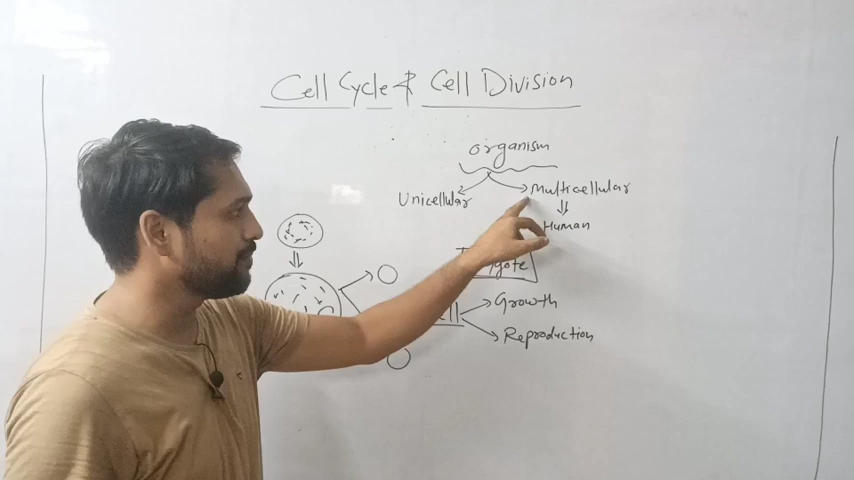 Cell Cycle & Cell Division
organism
Unicellular
Multicellular
Human
Growth
Reproduction